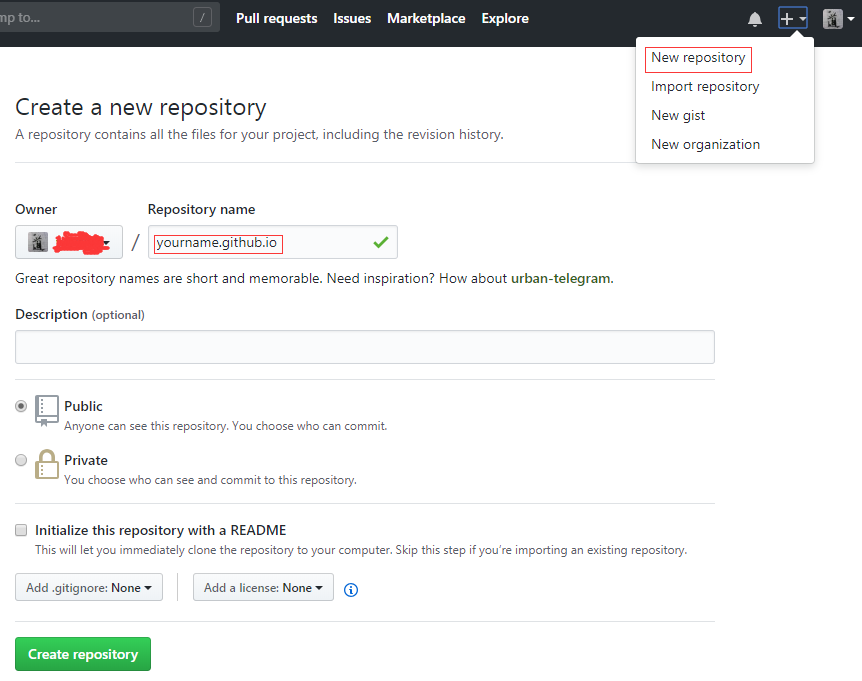 mp to...
/
Pull requests Issues Marketplace Explore
New repository
Import repository
New gist
New organization
Create a new repository
A repository contains all the files for your project, including the revision history.
Owner
Repository name
/
yourname.github.io
Great repository names are short and memorable. Need inspiration? How about urban-telegram.
Description (optional)
Public
Anyone can see this repository. You choose who can commit.
Private
You choose who can see and commit to this repository.
Initialize this repository with a README
This will let you immediately clone the repository to your computer. Skip this step if you’re importing an existing repository.
Add .gitignore: None
Add a license: None
Create repository